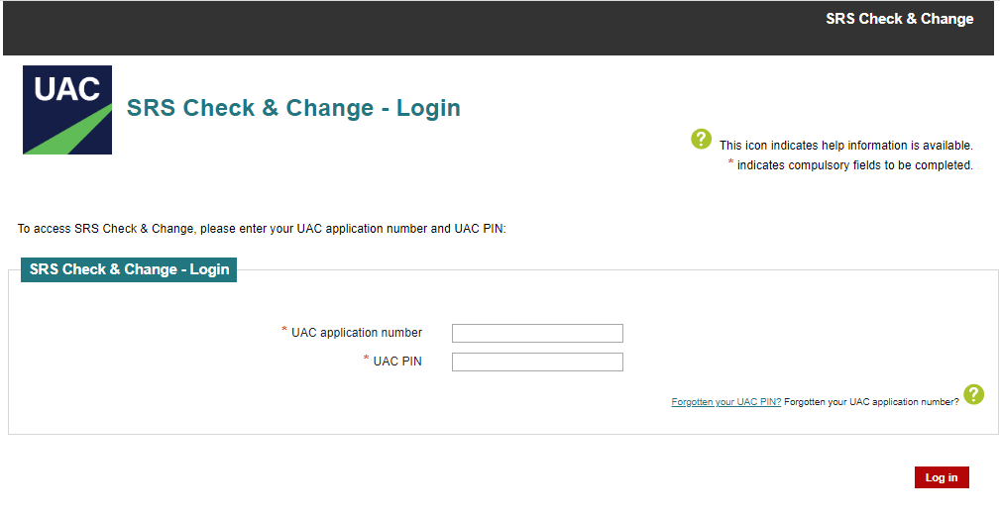 SRS Check & Change
UAC
SRS Check & Change - Login
? This icon indicates help information is available.
* indicates compulsory fields to be completed.
To access SRS Check & Change, please enter your UAC application number and UAC PIN:
SRS Check & Change - Login
* UAC application number
* UAC PIN
Forgotten your UAC PIN? Forgotten your UAC application number? ?
Log in